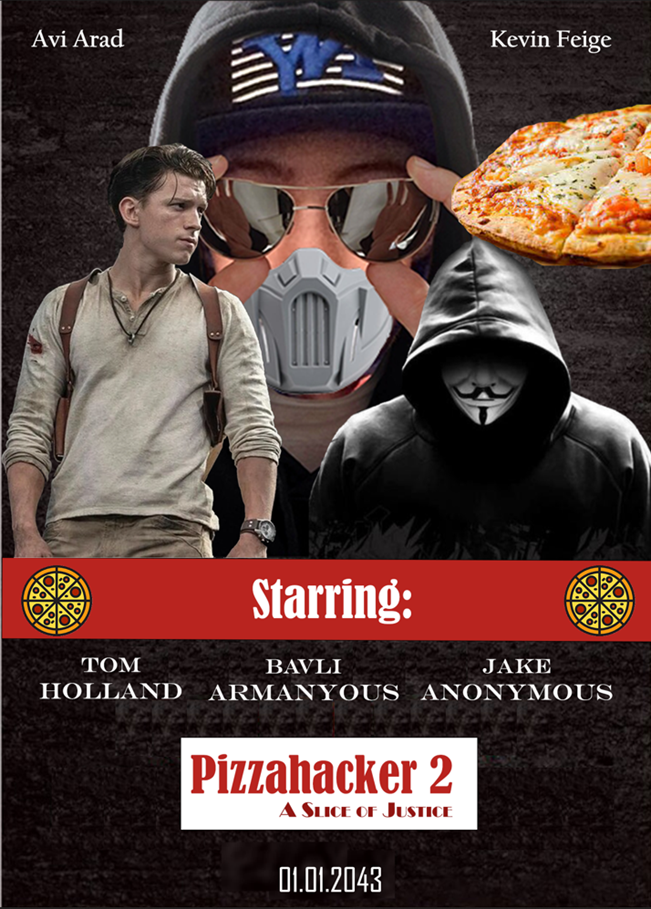 Avi Arad
Kevin Feige
Starring:
TOM HOLLAND
BAVLI ARMANYOUS
JAKE ANONYMOUS
Pizzahacker 2
A Slice of Justice
01.01.2043